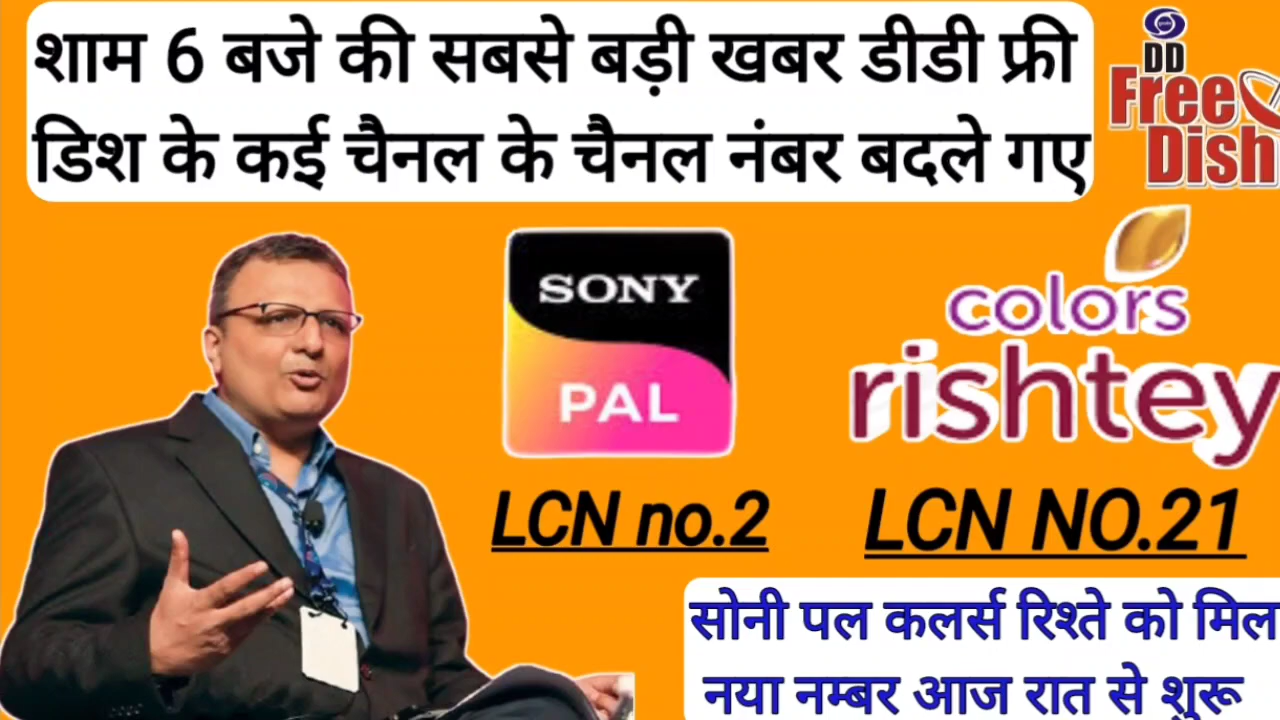 शाम 6 बजे की सबसे बड़ी खबर डीडी फ्री
डिश के कई चैनल के चैनल नंबर बदले गए
DD
Free
Dish
SONY
PAL
colors
rishtey
LCN no.2
LCN NO.21
सोनी पल कलर्स रिश्ते को मिल
नया नम्बर आज रात से शुरू